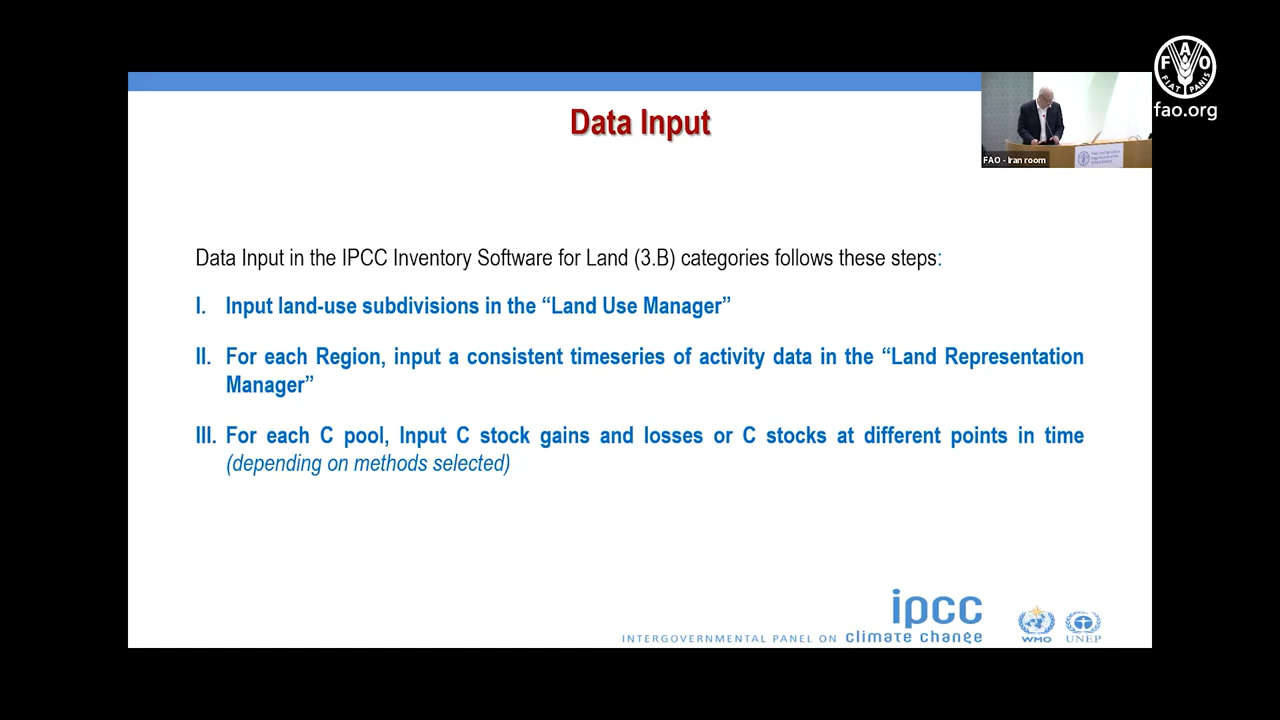 FAO
FIAT PANIS
fao.org
Data Input
FAO - Iran room
Data Input in the IPCC Inventory Software for Land (3.B) categories follows these steps:
I. Input land-use subdivisions in the “Land Use Manager”
II. For each Region, input a consistent timeseries of activity data in the “Land Representation
Manager”
III. For each C pool, Input C stock gains and losses or C stocks at different points in time
(depending on methods selected)
ipcc
INTERGOVERNMENTAL PANEL ON climate change
WMO
UNEP